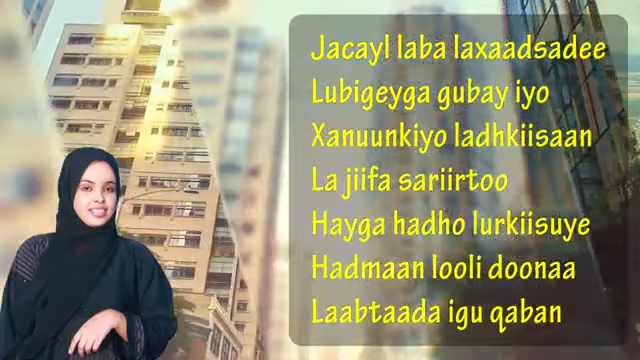 Jacayl laba laxaadsadee
Lubigeyga gubay iyo
Xanuunkiyo ladhkiisaan
La jiifa sariirtoo
Hayga hadho lurkiisuye
Hadmaan looli doonaa
Laabtaada igu qaban